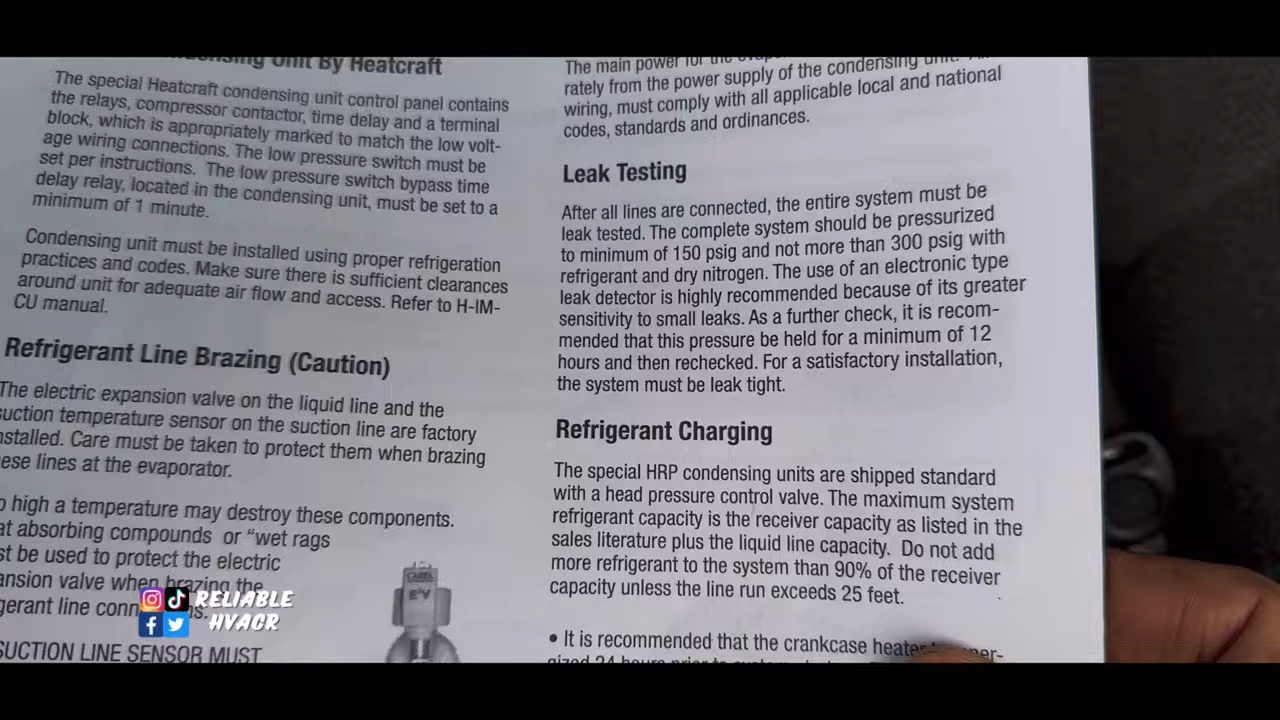 Unit By Heatcraft
The special Heatcraft condensing unit control panel contains
the relays, compressor contactor, time delay and a terminal
block, which is appropriately marked to match the low volt-
age wiring connections. The low pressure switch must be
set per instructions. The low pressure switch bypass time
delay relay, located in the condensing unit, must be set to a
minimum of 1 minute.
Condensing unit must be installed using proper refrigeration
practices and codes. Make sure there is sufficient clearances
around unit for adequate air flow and access. Refer to H-IM-
CU manual.
Refrigerant Line Brazing (Caution)
The electric expansion valve on the liquid line and the
suction temperature sensor on the suction line are factory
installed. Care must be taken to protect them when brazing
these lines at the evaporator.
high a temperature may destroy these components.
absorbing compounds or “wet rags
be used to protect the electric
valve when brazing the
line
SUCTION LINE SENSOR MUST
CAREL
RELIABLE
HVACR
The main power for the
rately from the power supply of the condensing unit.
wiring, must comply with all applicable local and national
codes, standards and ordinances.
Leak Testing
After all lines are connected, the entire system must be
leak tested. The complete system should be pressurized
to minimum of 150 psig and not more than 300 psig with
refrigerant and dry nitrogen. The use of an electronic type
leak detector is highly recommended because of its greater
sensitivity to small leaks. As a further check, it is recom-
mended that this pressure be held for a minimum of 12
hours and then rechecked. For a satisfactory installation,
the system must be leak tight.
Refrigerant Charging
The special HRP condensing units are shipped standard
with a head pressure control valve. The maximum system
refrigerant capacity is the receiver capacity as listed in the
sales literature plus the liquid line capacity. Do not add
more refrigerant to the system than 90% of the receiver
capacity unless the line run exceeds 25 feet.
• It is recommended that the crankcase heater
24 hours prior to